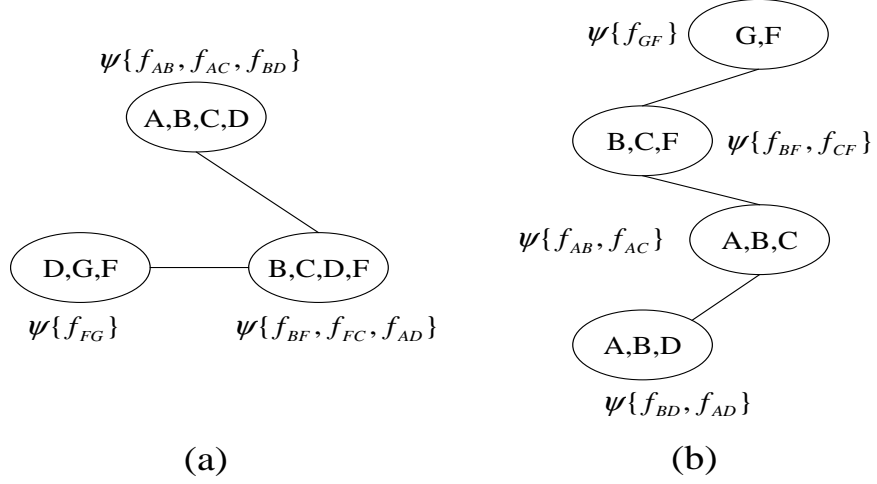 ψ{f_AB, f_AC, f_BD}
A,B,C,D
D,G,F
B,C,D,F
ψ{f_FG}
ψ{f_BF, f_FC, f_AD}
(a)
ψ{f_GF}
G,F
B,C,F
ψ{f_BF, f_CF}
ψ{f_AB, f_AC}
A,B,C
A,B,D
ψ{f_BD, f_AD}
(b)